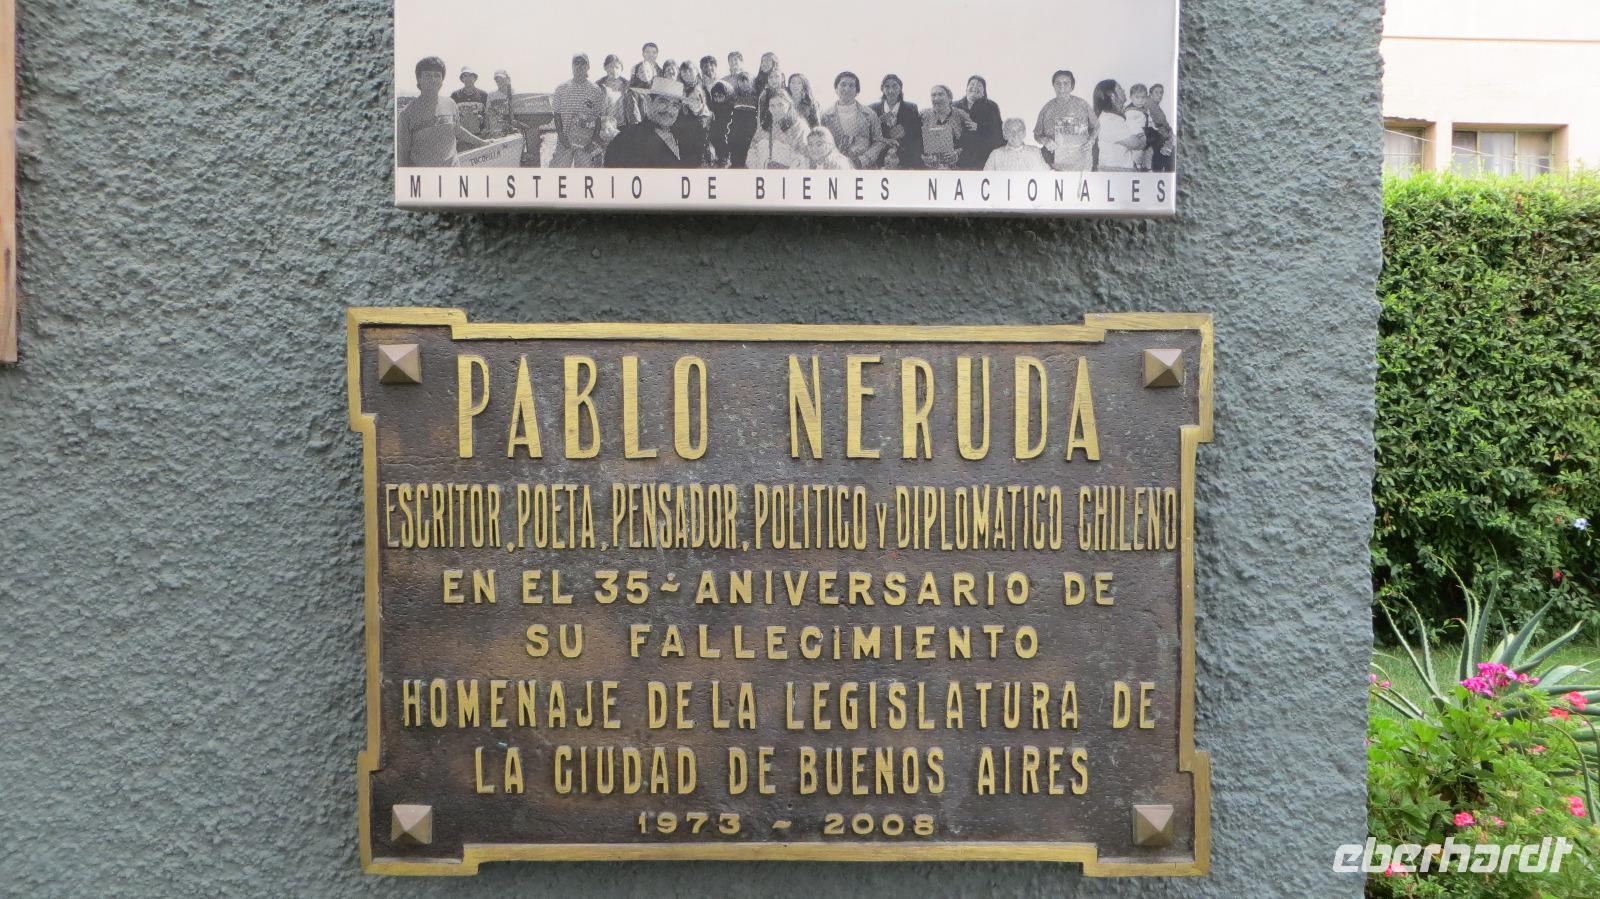 TUCOPILLA
MINISTERIO DE BIENES NACIONALES
PABLO NERUDA
ESCRITOR, POETA, PENSADOR, POLITICO Y DIPLOMATICO CHILENO
EN EL 35~ ANIVERSARIO DE
SU FALLECIMIENTO
HOMENAJE DE LA LEGISLATURA DE
LA CIUDAD DE BUENOS AIRES
1973 ~ 2008
eberhardt